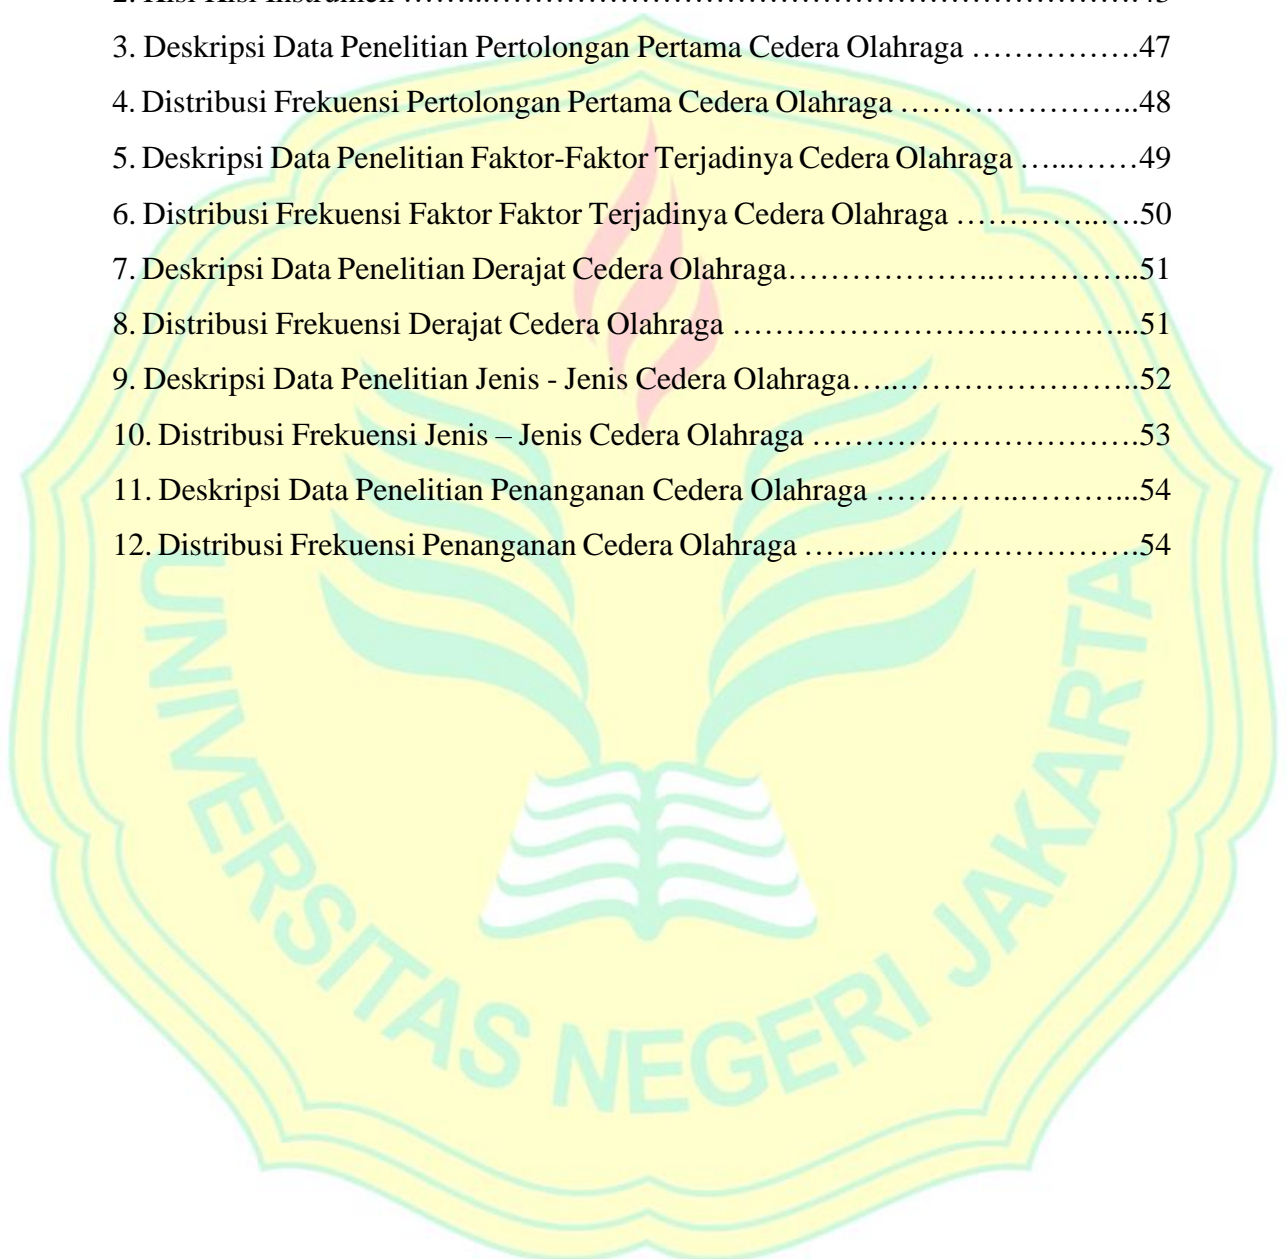 3. Deskripsi Data Penelitian Pertolongan Pertama Cedera Olahraga …………….47
4. Distribusi Frekuensi Pertolongan Pertama Cedera Olahraga …………………..48
5. Deskripsi Data Penelitian Faktor-Faktor Terjadinya Cedera Olahraga …...……49
6. Distribusi Frekuensi Faktor Faktor Terjadinya Cedera Olahraga …………..….50
7. Deskripsi Data Penelitian Derajat Cedera Olahraga………………..…………..51
8. Distribusi Frekuensi Derajat Cedera Olahraga ………………………………...51
9. Deskripsi Data Penelitian Jenis - Jenis Cedera Olahraga…..…………………..52
10. Distribusi Frekuensi Jenis – Jenis Cedera Olahraga ………………………….53
11. Deskripsi Data Penelitian Penanganan Cedera Olahraga …………..………...54
12. Distribusi Frekuensi Penanganan Cedera Olahraga …….…………………….54
UNIVERSITAS NEGERI JAKARTA